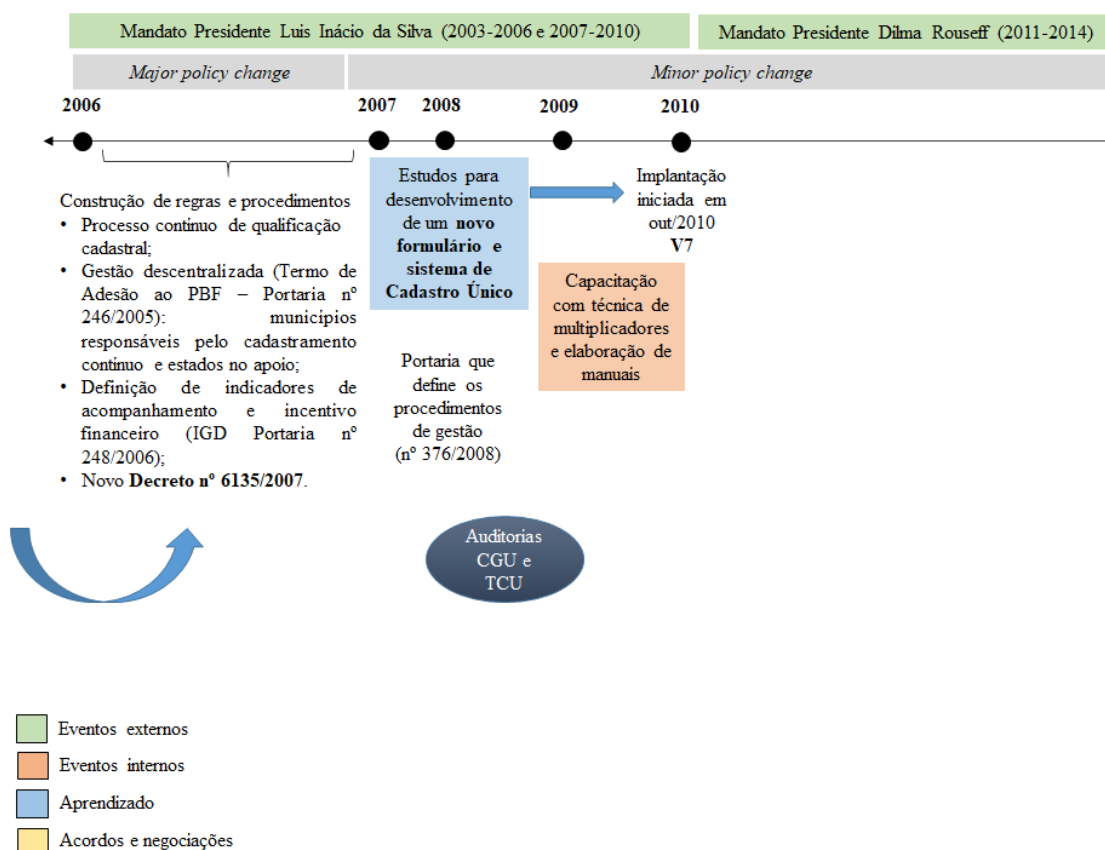 Mandato Presidente Luis Inácio da Silva (2003-2006 e 2007-2010)
Mandato Presidente Dilma Rouseff (2011-2014)
Major policy change
Minor policy change
2006
2007
2008
2009
2010
Construção de regras e procedimentos
• Processo contínuo de qualificação
cadastral;
• Gestão descentralizada (Termo de
Adesão ao PBF – Portaria nº
246/2005): municípios
responsáveis pelo cadastramento
contínuo e estados no apoio;
• Definição de indicadores de
acompanhamento e incentivo
financeiro (IGD Portaria nº
248/2006);
• Novo Decreto nº 6135/2007.
Estudos para
desenvolvimento
de um novo
formulário e
sistema de
Cadastro Único
Portaria que
define os
procedimentos
de gestão
(nº 376/2008)
Capacitação
com técnica de
multiplicadores
e elaboração de
manuais
Implantação
iniciada em
out/2010
V7
Auditorias
CGU e
TCU
Eventos externos
Eventos internos
Aprendizado
Acordos e negociações